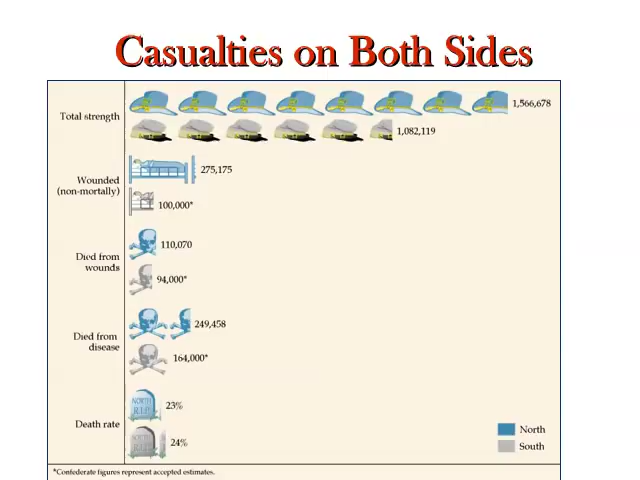 Casualties on Both Sides
Total strength
1,566,678
1,082,119
Wounded
(non-mortally)
275,175
100,000*
Died from
wounds
110,070
94,000*
Died from
disease
249,458
164,000*
Death rate
NORTH
R.I.P.
23%
24%
North
South
*Confederate figures represent accepted estimates.